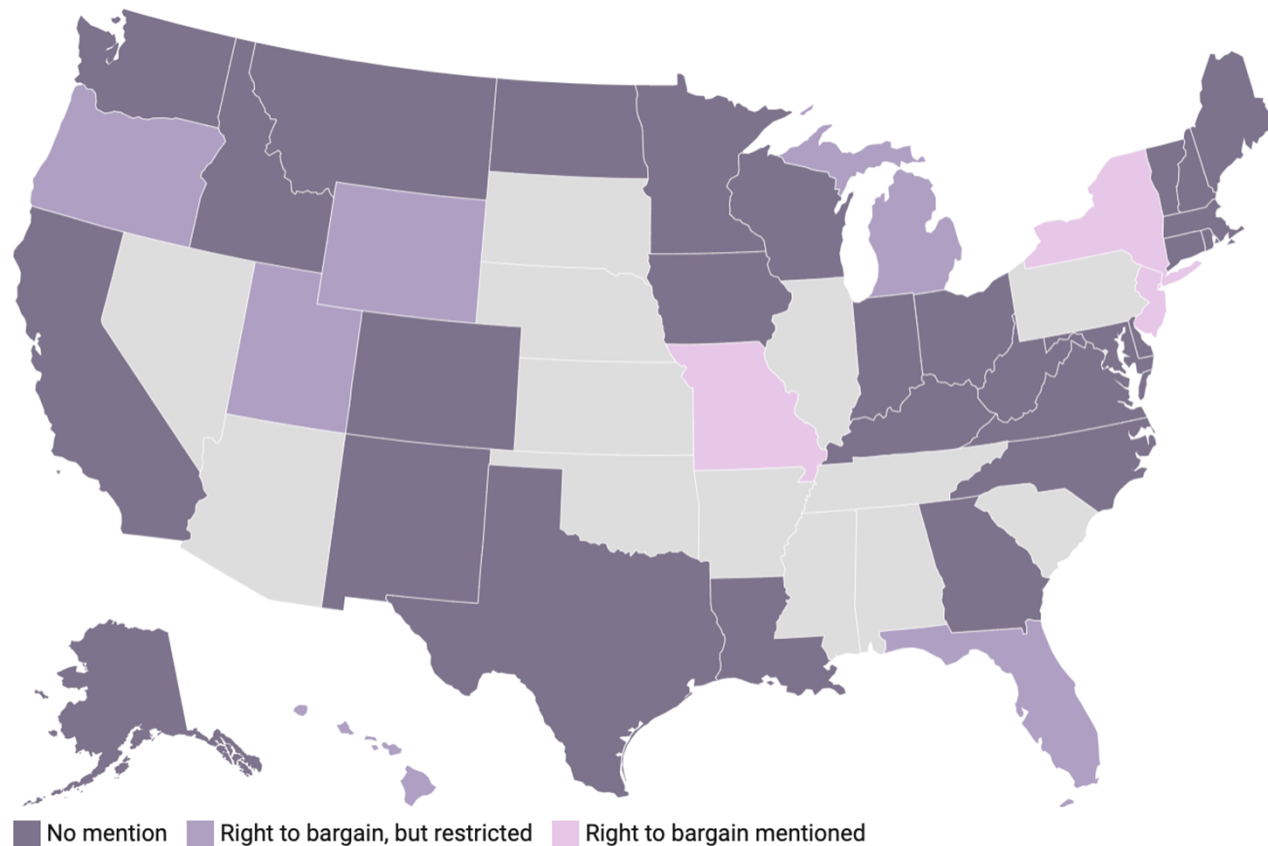 No mention
Right to bargain, but restricted
Right to bargain mentioned